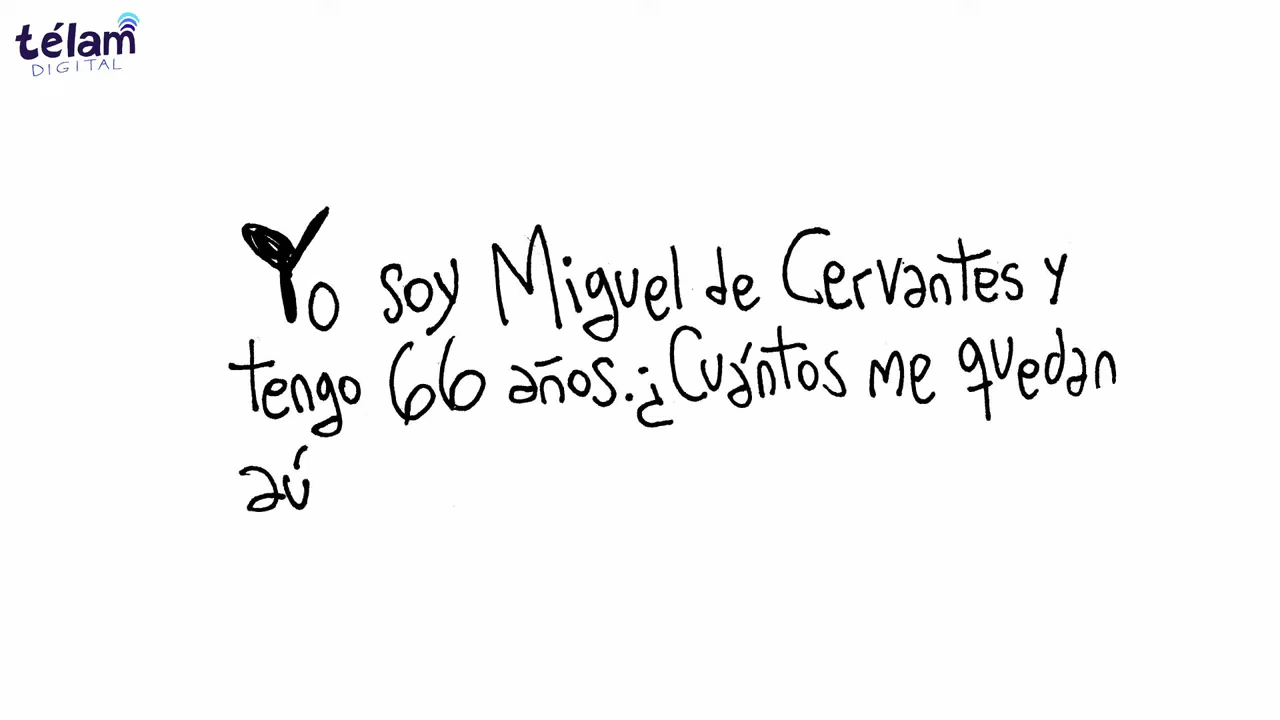 télam
DIGITAL
Yo soy Miguel de Cervantes y
tengo 66 años. ¿Cuántos me quedan
aú